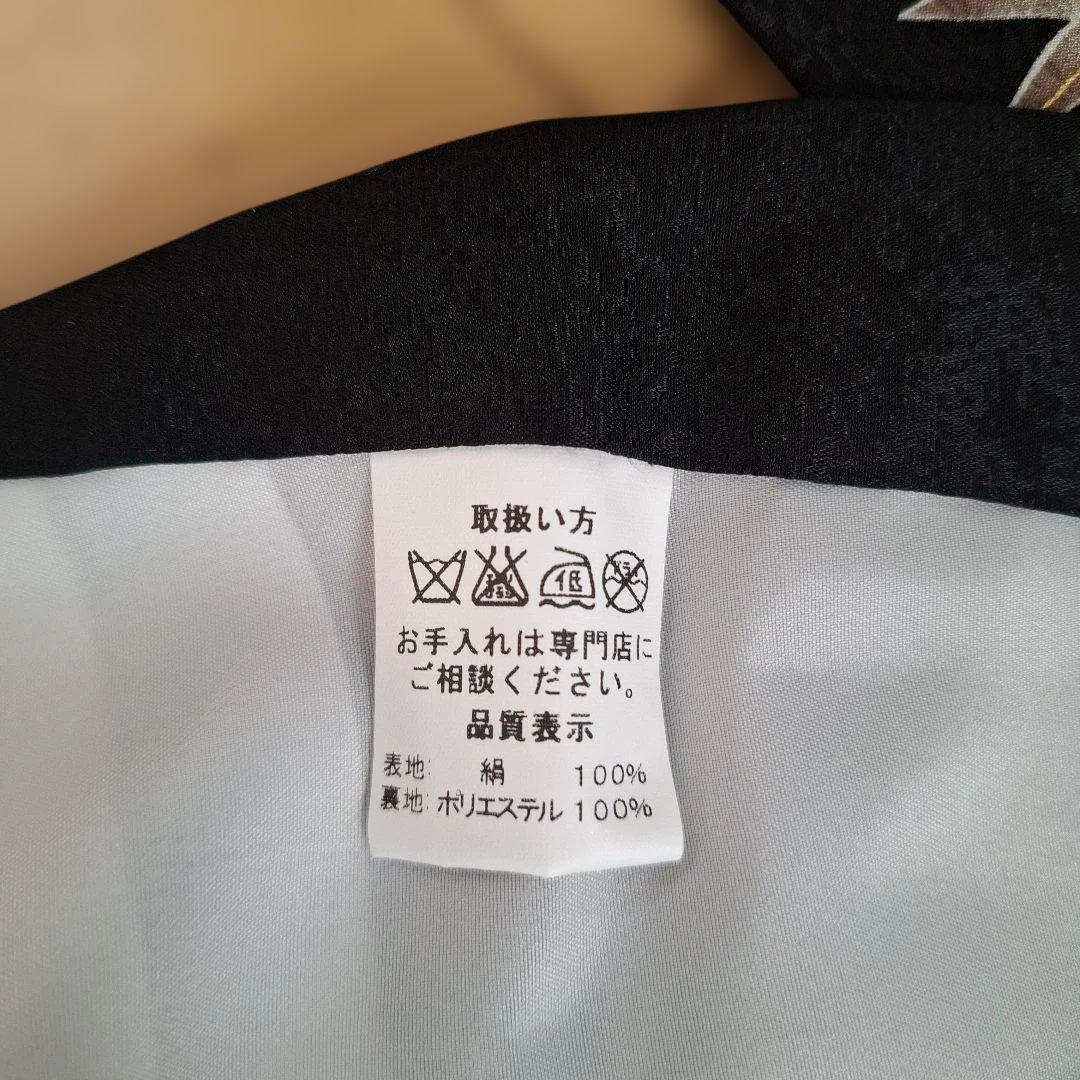 取扱い方
低
お手入れは専門店に
ご相談ください。
品質表示
表地: 絹 100%
裏地: ポリエステル 100%